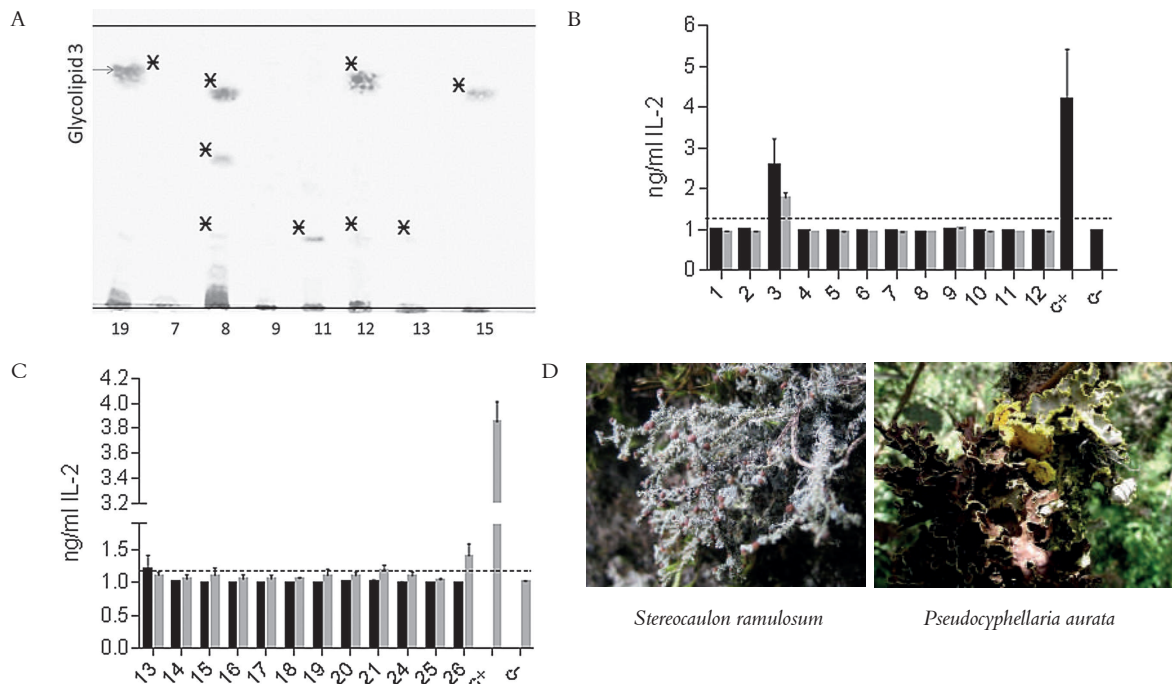 A
Glycolipid 3
19 7 8 9 11 12 13 15
B
ng/ml IL-2
6
5
4
3
2
1
0
1 2 3 4 5 6 7 8 9 10 11 12 c+ c-
C
ng/ml IL-2
4.2
4.0
3.8
3.6
3.4
3.2
1.5
1.0
0.5
0.0
13 14 15 16 17 18 19 20 21 24 25 26 c+ c-
D
Stereocaulon ramulosum
Pseudocyphellaria aurata